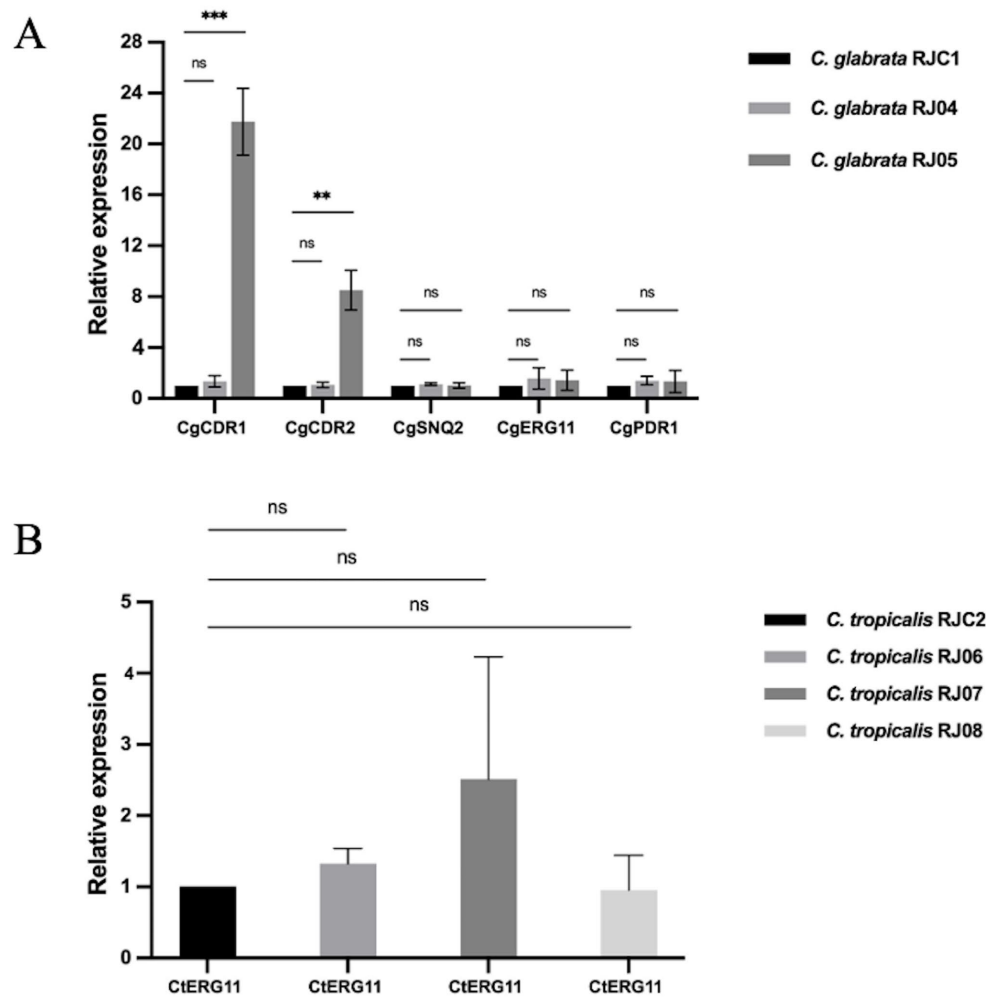 A
Relative expression
28
24
20
16
12
8
4
0
***
ns
**
ns
ns
ns
ns
ns
ns
ns
CgCDR1 CgCDR2 CgSNQ2 CgERG11 CgPDR1
C. glabrata RJC1
C. glabrata RJ04
C. glabrata RJ05
B
Relative expression
5
4
3
2
1
0
ns
ns
ns
CtERG11 CtERG11 CtERG11 CtERG11
C. tropicalis RJC2
C. tropicalis RJ06
C. tropicalis RJ07
C. tropicalis RJ08